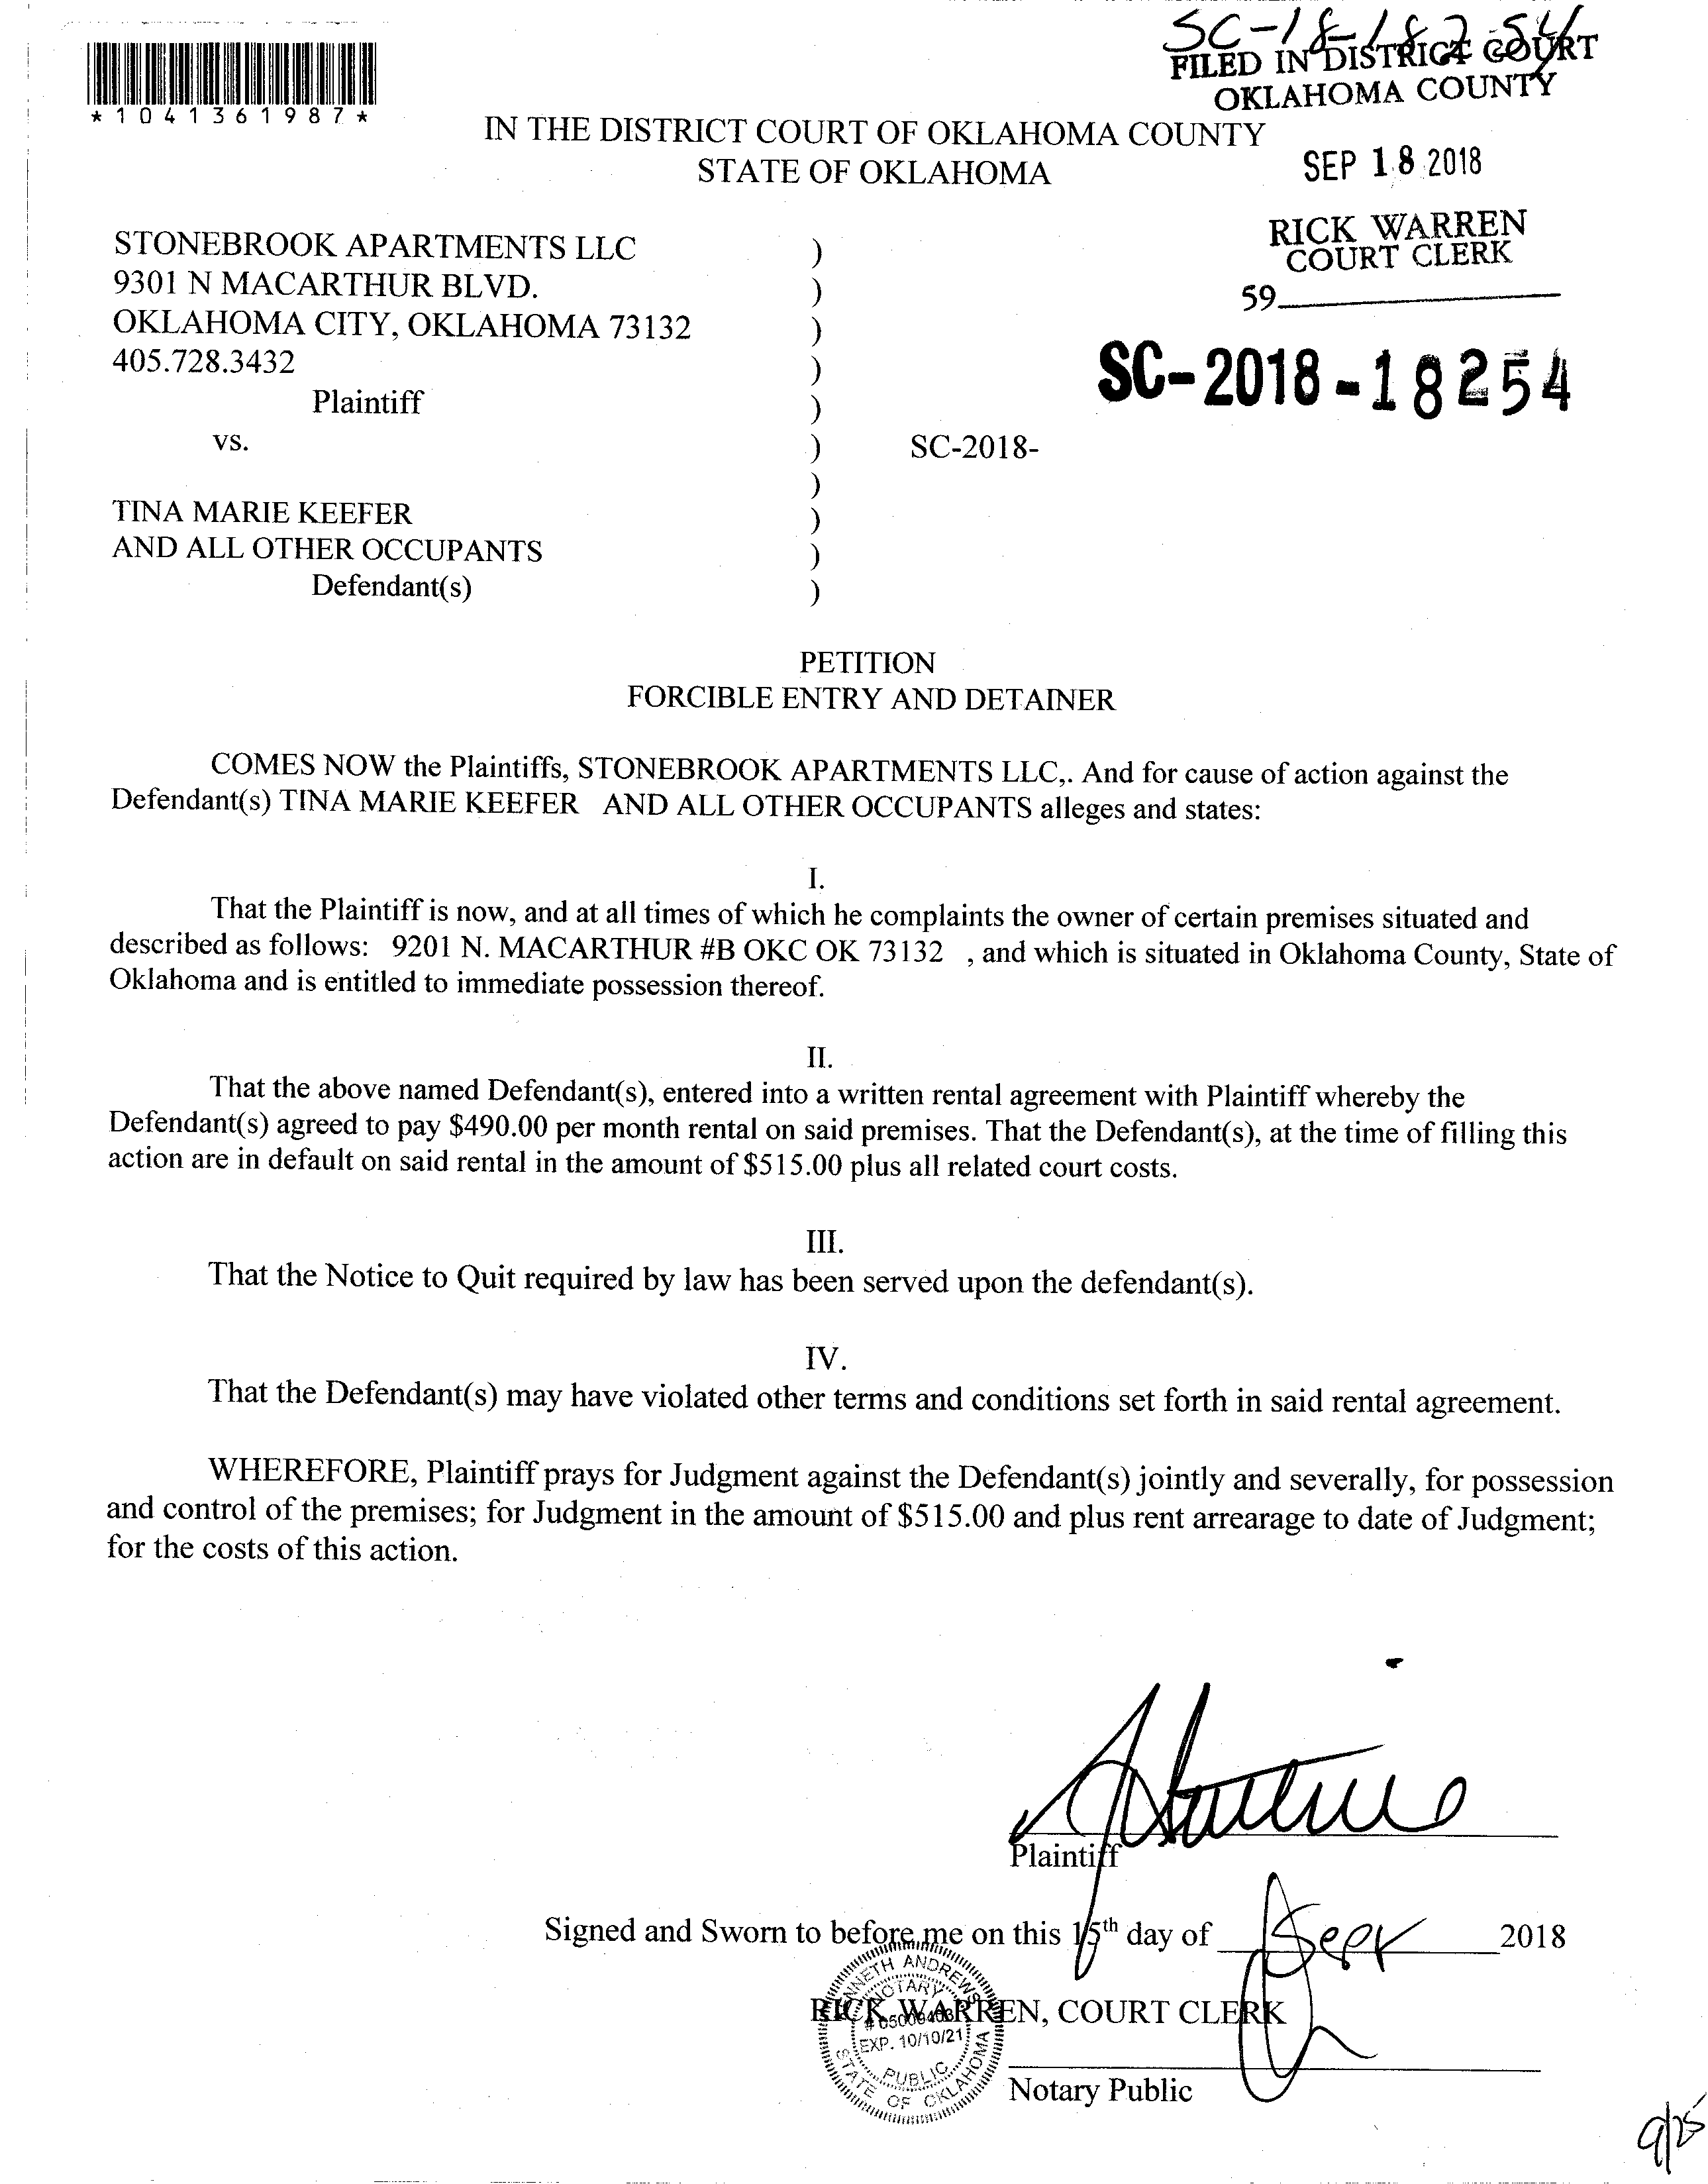 SC-18-18254
FILED IN DISTRICT COURT
OKLAHOMA COUNTY
*1041361987*
IN THE DISTRICT COURT OF OKLAHOMA COUNTY
STATE OF OKLAHOMA
SEP 18 2018
RICK WARREN
COURT CLERK
59
STONEBROOK APARTMENTS LLC )
9301 N MACARTHUR BLVD. )
OKLAHOMA CITY, OKLAHOMA 73132 )
405.728.3432 )
SC-2018-18254
Plaintiff )
vs. ) SC-2018-
)
TINA MARIE KEEFER )
AND ALL OTHER OCCUPANTS )
Defendant(s) )
PETITION
FORCIBLE ENTRY AND DETAINER
COMES NOW the Plaintiffs, STONEBROOK APARTMENTS LLC,. And for cause of action against the
Defendant(s) TINA MARIE KEEFER AND ALL OTHER OCCUPANTS alleges and states:
I.
That the Plaintiff is now, and at all times of which he complaints the owner of certain premises situated and
described as follows: 9201 N. MACARTHUR #B OKC OK 73132 , and which is situated in Oklahoma County, State of
Oklahoma and is entitled to immediate possession thereof.
II.
That the above named Defendant(s), entered into a written rental agreement with Plaintiff whereby the
Defendant(s) agreed to pay $490.00 per month rental on said premises. That the Defendant(s), at the time of filling this
action are in default on said rental in the amount of $515.00 plus all related court costs.
III.
That the Notice to Quit required by law has been served upon the defendant(s).
IV.
That the Defendant(s) may have violated other terms and conditions set forth in said rental agreement.
WHEREFORE, Plaintiff prays for Judgment against the Defendant(s) jointly and severally, for possession
and control of the premises; for Judgment in the amount of $515.00 and plus rent arrearage to date of Judgment;
for the costs of this action.
Plaintiff
Signed and Sworn to before me on this 15th day of Sept 2018
RICK WARREN, COURT CLERK
ANDREWS
NOTARY
EXP. 10/10/21
PUBLIC
STATE OF OKLAHOMA
Notary Public
9/25